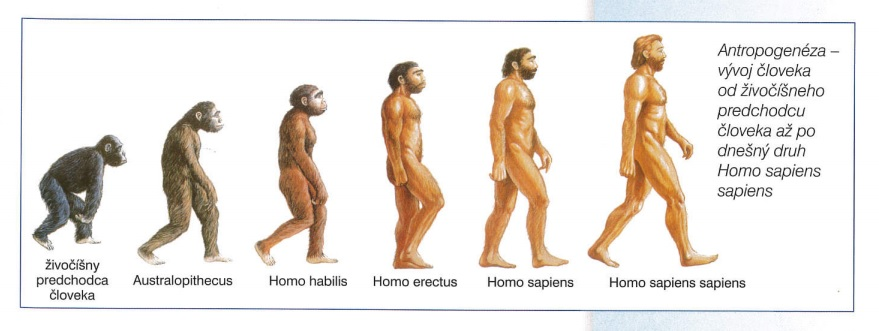 Antropogenéza –
vývoj človeka
od živočíšneho
predchodcu
človeka až po
dnešný druh
Homo sapiens
sapiens
živočíšny
predchodca
človeka
Australopithecus
Homo habilis
Homo erectus
Homo sapiens
Homo sapiens sapiens